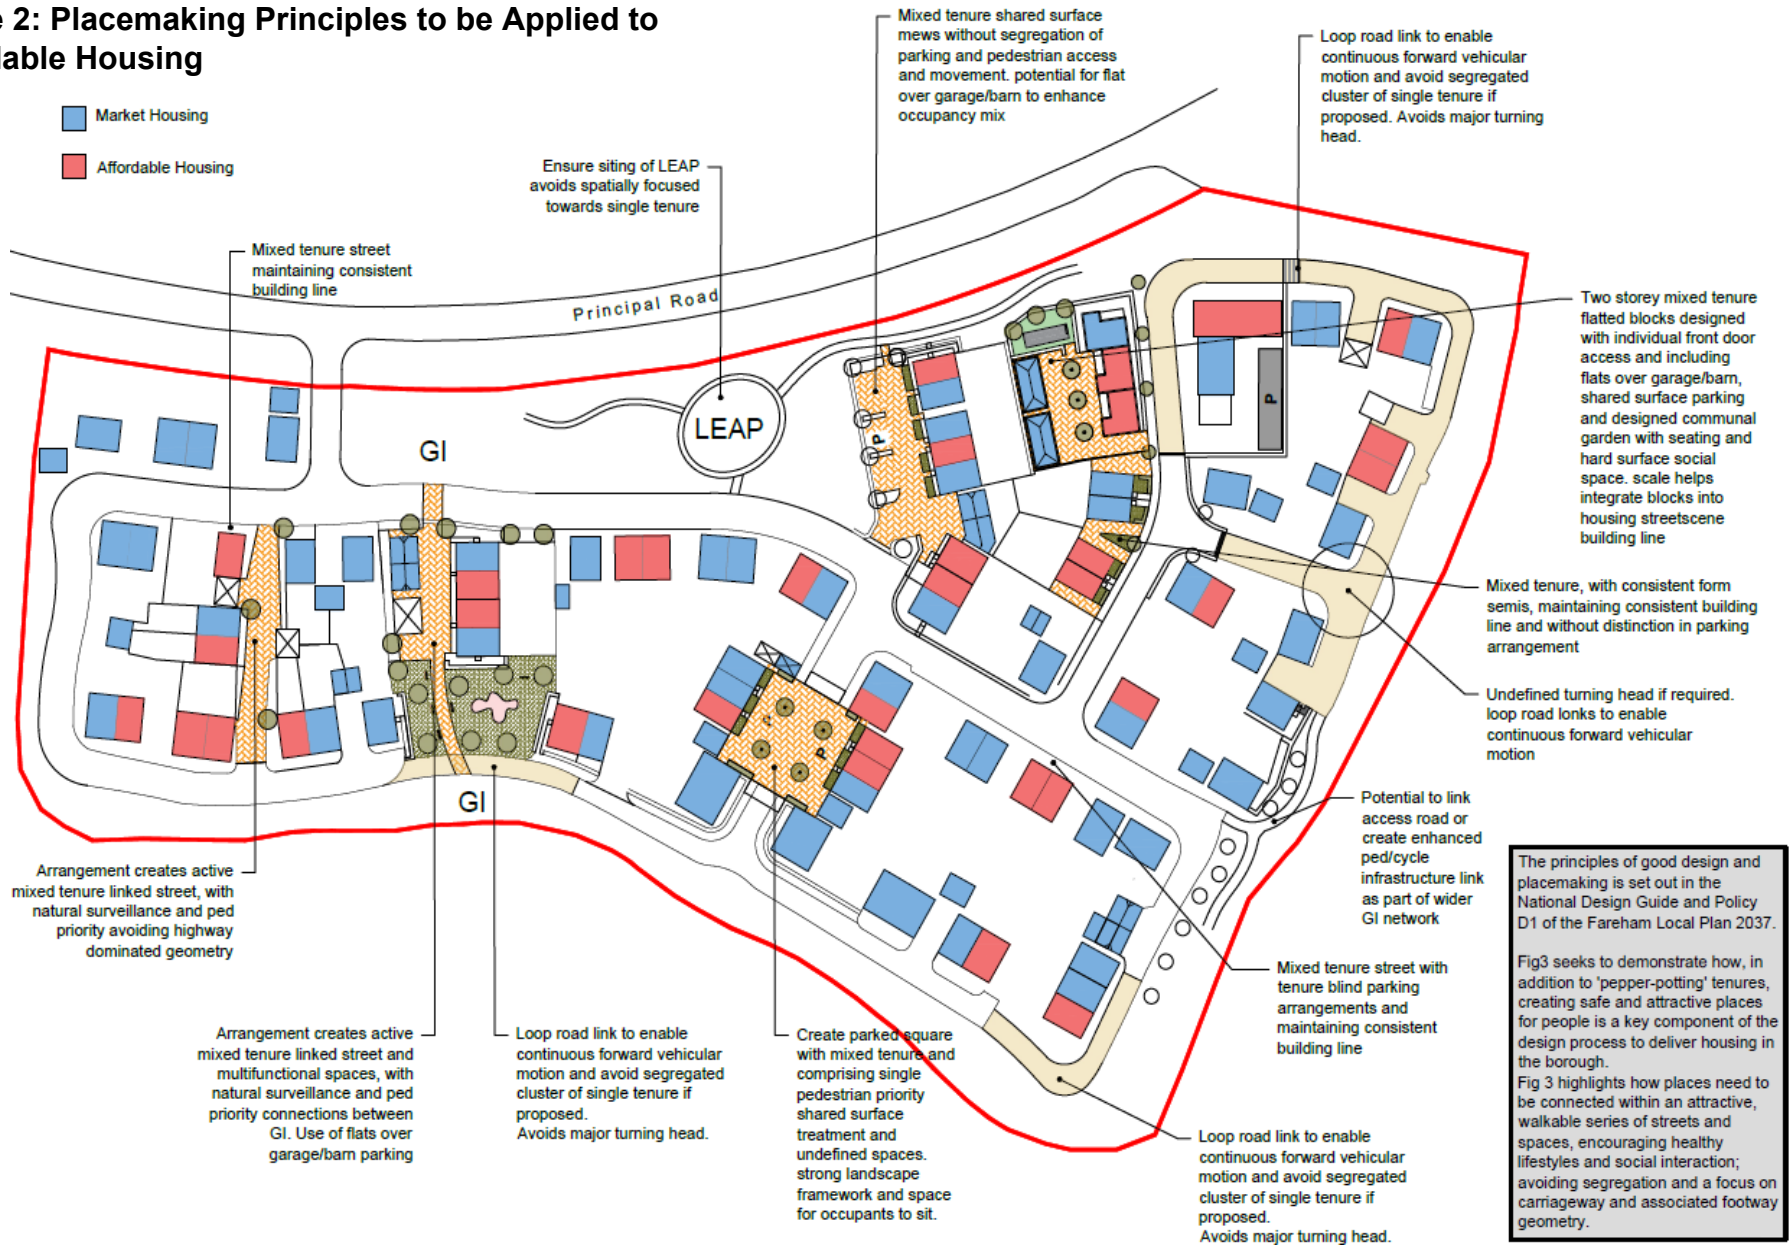 e 2: Placemaking Principles to be Applied to
lable Housing
Market Housing
Affordable Housing
Mixed tenure street
maintaining consistent
building line
Ensure siting of LEAP
avoids spatially focused
towards single tenure
Mixed tenure shared surface
mews without segregation of
parking and pedestrian access
and movement. potential for flat
over garage/barn to enhance
occupancy mix
Loop road link to enable
continuous forward vehicular
motion and avoid segregated
cluster of single tenure if
proposed. Avoids major turning
head.
Principal Road
LEAP
GI
P
P
P
GI
Two storey mixed tenure
flatted blocks designed
with individual front door
access and including
flats over garage/barn,
shared surface parking
and designed communal
garden with seating and
hard surface social
space. scale helps
integrate blocks into
housing streetscene
building line
Mixed tenure, with consistent form
semis, maintaining consistent building
line and without distinction in parking
arrangement
Undefined turning head if required.
loop road lonks to enable
continuous forward vehicular
motion
Potential to link
access road or
create enhanced
ped/cycle
infrastructure link
as part of wider
GI network
Mixed tenure street with
tenure blind parking
arrangements and
maintaining consistent
building line
Arrangement creates active
mixed tenure linked street, with
natural surveillance and ped
priority avoiding highway
dominated geometry
Arrangement creates active
mixed tenure linked street and
multifunctional spaces, with
natural surveillance and ped
priority connections between
GI. Use of flats over
garage/barn parking
Loop road link to enable
continuous forward vehicular
motion and avoid segregated
cluster of single tenure if
proposed.
Avoids major turning head.
Create parked square
with mixed tenure and
comprising single
pedestrian priority
shared surface
treatment and
undefined spaces.
strong landscape
framework and space
for occupants to sit.
Loop road link to enable
continuous forward vehicular
motion and avoid segregated
cluster of single tenure if
proposed.
Avoids major turning head.
The principles of good design and
placemaking is set out in the
National Design Guide and Policy
D1 of the Fareham Local Plan 2037.
Fig3 seeks to demonstrate how, in
addition to 'pepper-potting' tenures,
creating safe and attractive places
for people is a key component of the
design process to deliver housing in
the borough.
Fig 3 highlights how places need to
be connected within an attractive,
walkable series of streets and
spaces, encouraging healthy
lifestyles and social interaction;
avoiding segregation and a focus on
carriageway and associated footway
geometry.